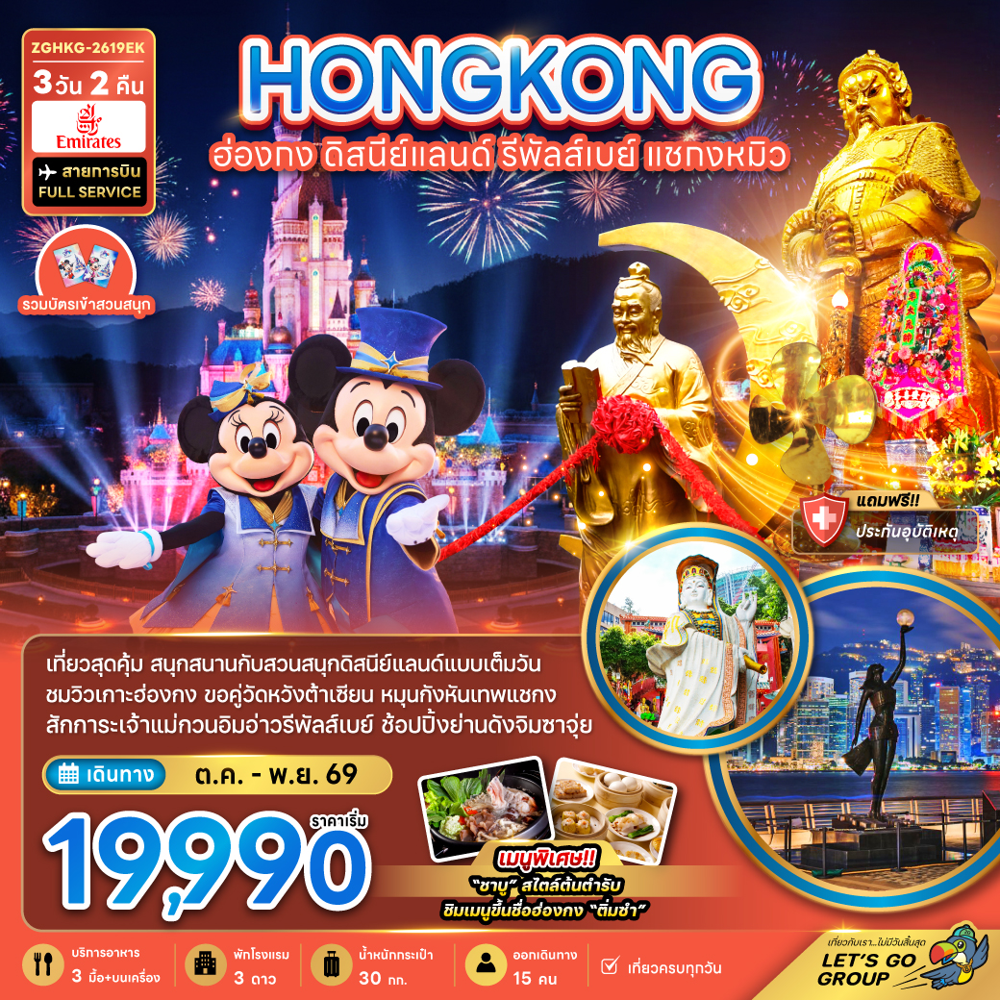 ZGHKG-2619EK
3 วัน 2 คืน
Emirates
สายการบิน
FULL SERVICE
HONGKONG
ฮ่องกง ดิสนีย์แลนด์ รีพัลส์เบย์ แชกงหมิว
รวมบัตรเข้าสวนสนุก
แถมฟรี!!
ประกันอุบัติเหตุ
เที่ยวสุดคุ้ม สนุกสนานกับสวนสนุกดิสนีย์แลนด์แบบเต็มวัน
ชมวิวเกาะฮ่องกง ขอคู่วัดหวังต้าเซียน หมุนกังหันเทพแชกง
สักการะเจ้าแม่กวนอิมอ่าวรีพัลส์เบย์ ช้อปปิ้งย่านดังจิมซาจุ่ย
เดินทาง ต.ค. - พ.ย. 69
ราคาเริ่ม
19,990
เมนูพิเศษ!!
"ชาบู" สไตล์ต้นตำรับ
ชิมเมนูขึ้นชื่อฮ่องกง "ติ่มซำ"
บริการอาหาร
3 มื้อ+บนเครื่อง
พักโรงแรม
3 ดาว
น้ำหนักกระเป๋า
30 กก.
ออกเดินทาง
15 คน
เที่ยวครบทุกวัน
เที่ยวกับเรา...ไม่มีวันสิ้นสุด
LET'S GO
GROUP